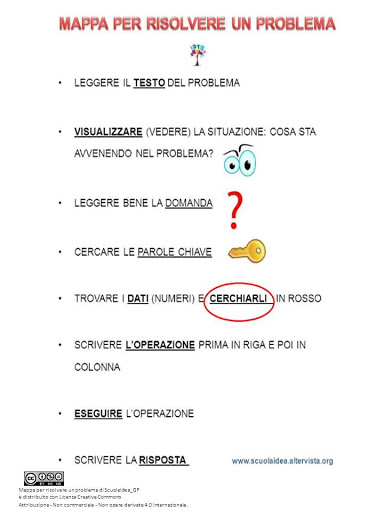 MAPPA PER RISOLVERE UN PROBLEMA
• LEGGERE IL TESTO DEL PROBLEMA
• VISUALIZZARE (VEDERE) LA SITUAZIONE: COSA STA
AVVENENDO NEL PROBLEMA?
• LEGGERE BENE LA DOMANDA
?
• CERCARE LE PAROLE CHIAVE
• TROVARE I DATI (NUMERI) E CERCHIARLI IN ROSSO
• SCRIVERE L'OPERAZIONE PRIMA IN RIGA E POI IN
COLONNA
• ESEGUIRE L'OPERAZIONE
• SCRIVERE LA RISPOSTA
www.scuolaidea.altervista.org
Mappa per risolvere un problema di ScuolaIdea_GF
è distribuito con Licenza Creative Commons
Attribuzione - Non commerciale - Non opere derivate 4.0 Internazionale.